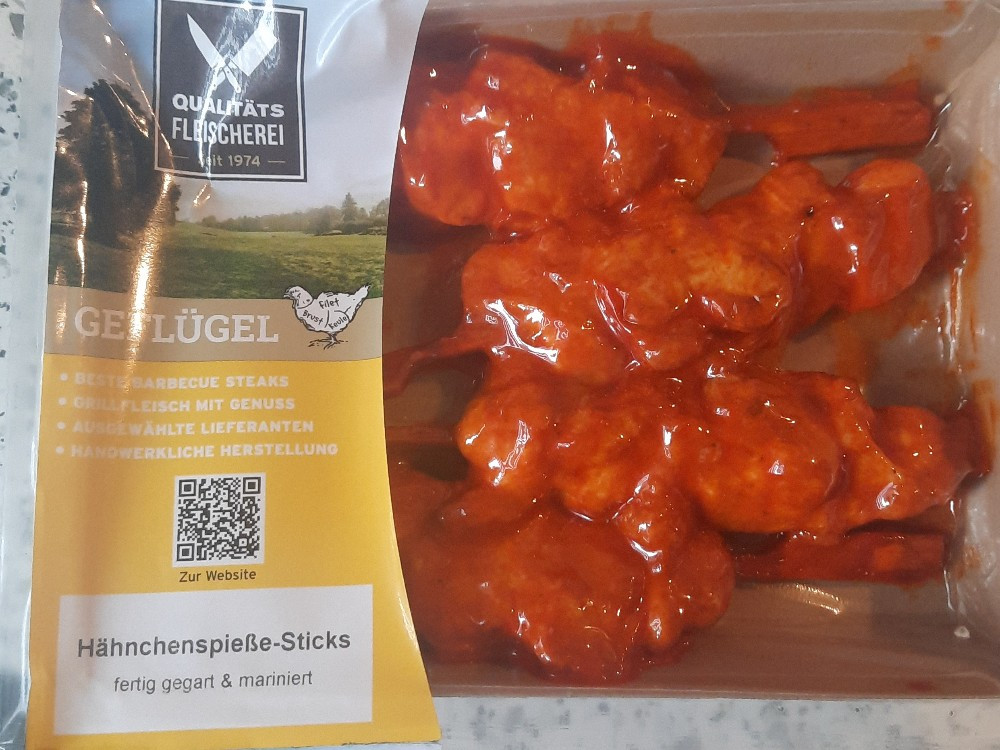 QUALITÄTS
FLEISCHEREI
Seit 1974
Filet
Brust Keule
GEFLÜGEL
• BESTE BARBECUE STEAKS
• GRILLFLEISCH MIT GENUSS
• AUSGEWÄHLTE LIEFERANTEN
• HANDWERKLICHE HERSTELLUNG
Zur Website
Hähnchenspieße-Sticks
fertig gegart & mariniert